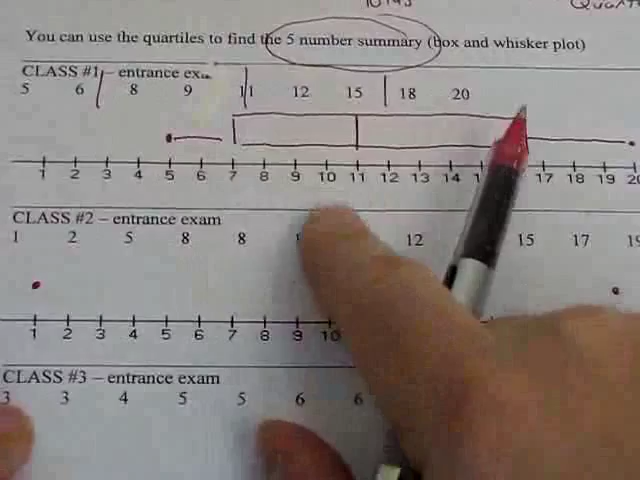 You can use the quartiles to find the 5 number summary (box and whisker plot)
CLASS #1 – entrance
5 6 8 9 11 12 15 18 20
1 2 3 4 5 6 7 8 9 10 11 12 13 14 17 18 19 20
CLASS #2 – entrance exam
1 2 5 8 8 12 15 17 19
1 2 3 4 5 6 7 8 9 10
CLASS #3 – entrance exam
3 3 4 5 5 6 6